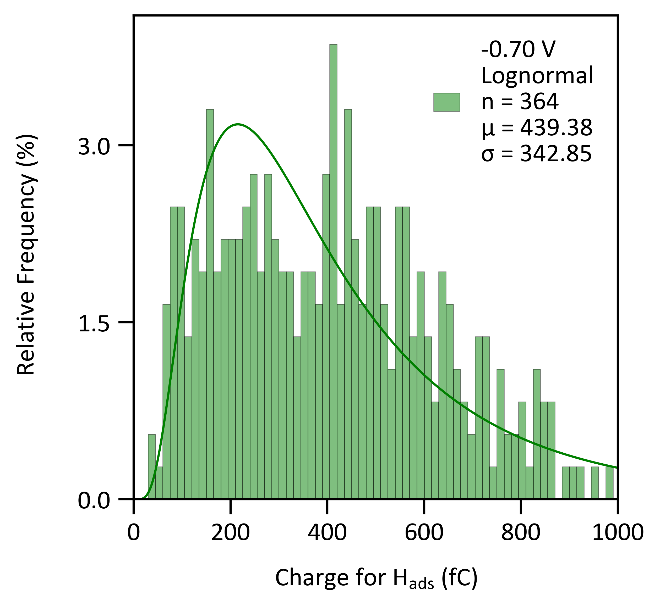 -0.70 V
Lognormal
n = 364
μ = 439.38
σ = 342.85
Relative Frequency (%)
3.0
1.5
0.0
0 200 400 600 800 1000
Charge for Hads (fC)